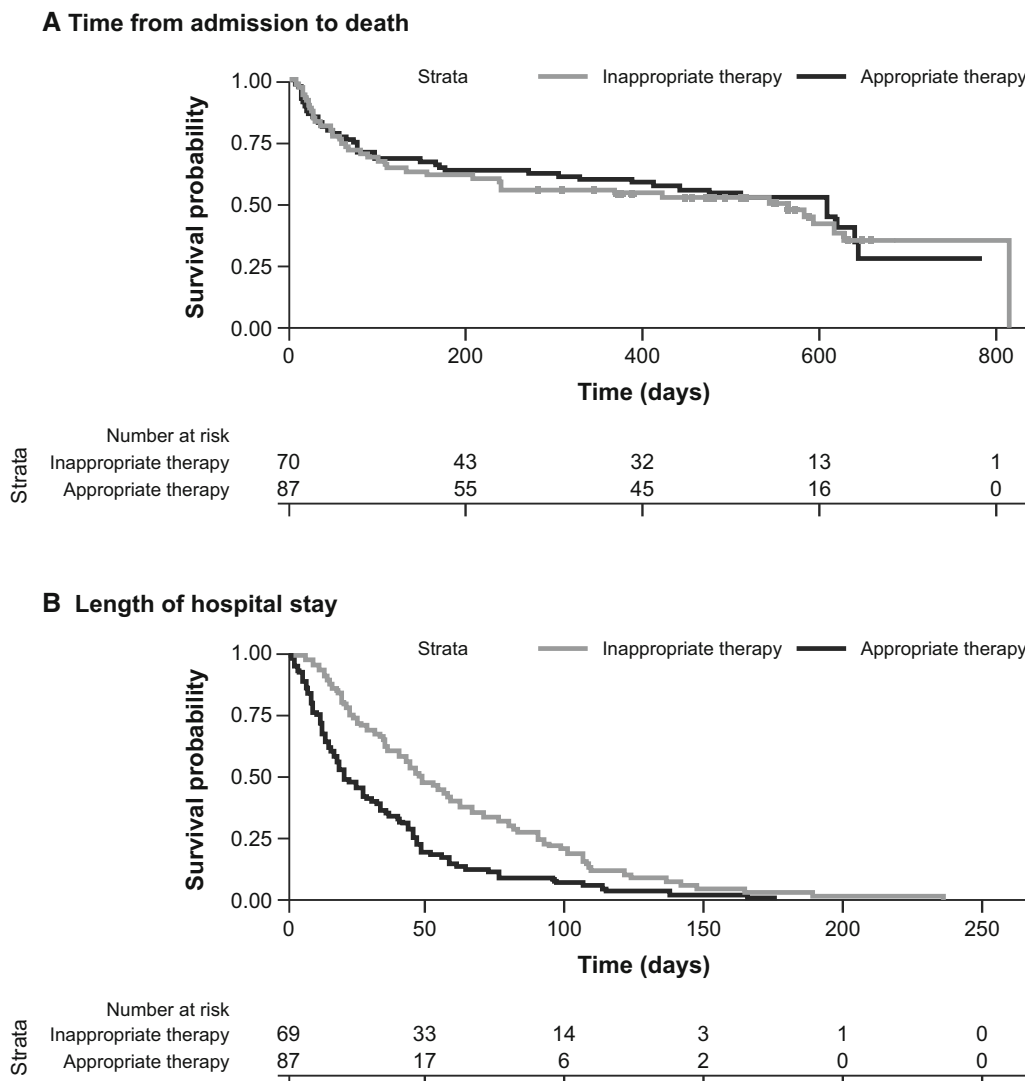 A Time from admission to death
Strata Inappropriate therapy Appropriate therapy
Survival probability
1.00
0.75
0.50
0.25
0.00
0 200 400 600 800
Time (days)
Strata
Number at risk
Inappropriate therapy 70 43 32 13 1
Appropriate therapy 87 55 45 16 0
B Length of hospital stay
Strata Inappropriate therapy Appropriate therapy
Survival probability
1.00
0.75
0.50
0.25
0.00
0 50 100 150 200 250
Time (days)
Strata
Number at risk
Inappropriate therapy 69 33 14 3 1 0
Appropriate therapy 87 17 6 2 0 0